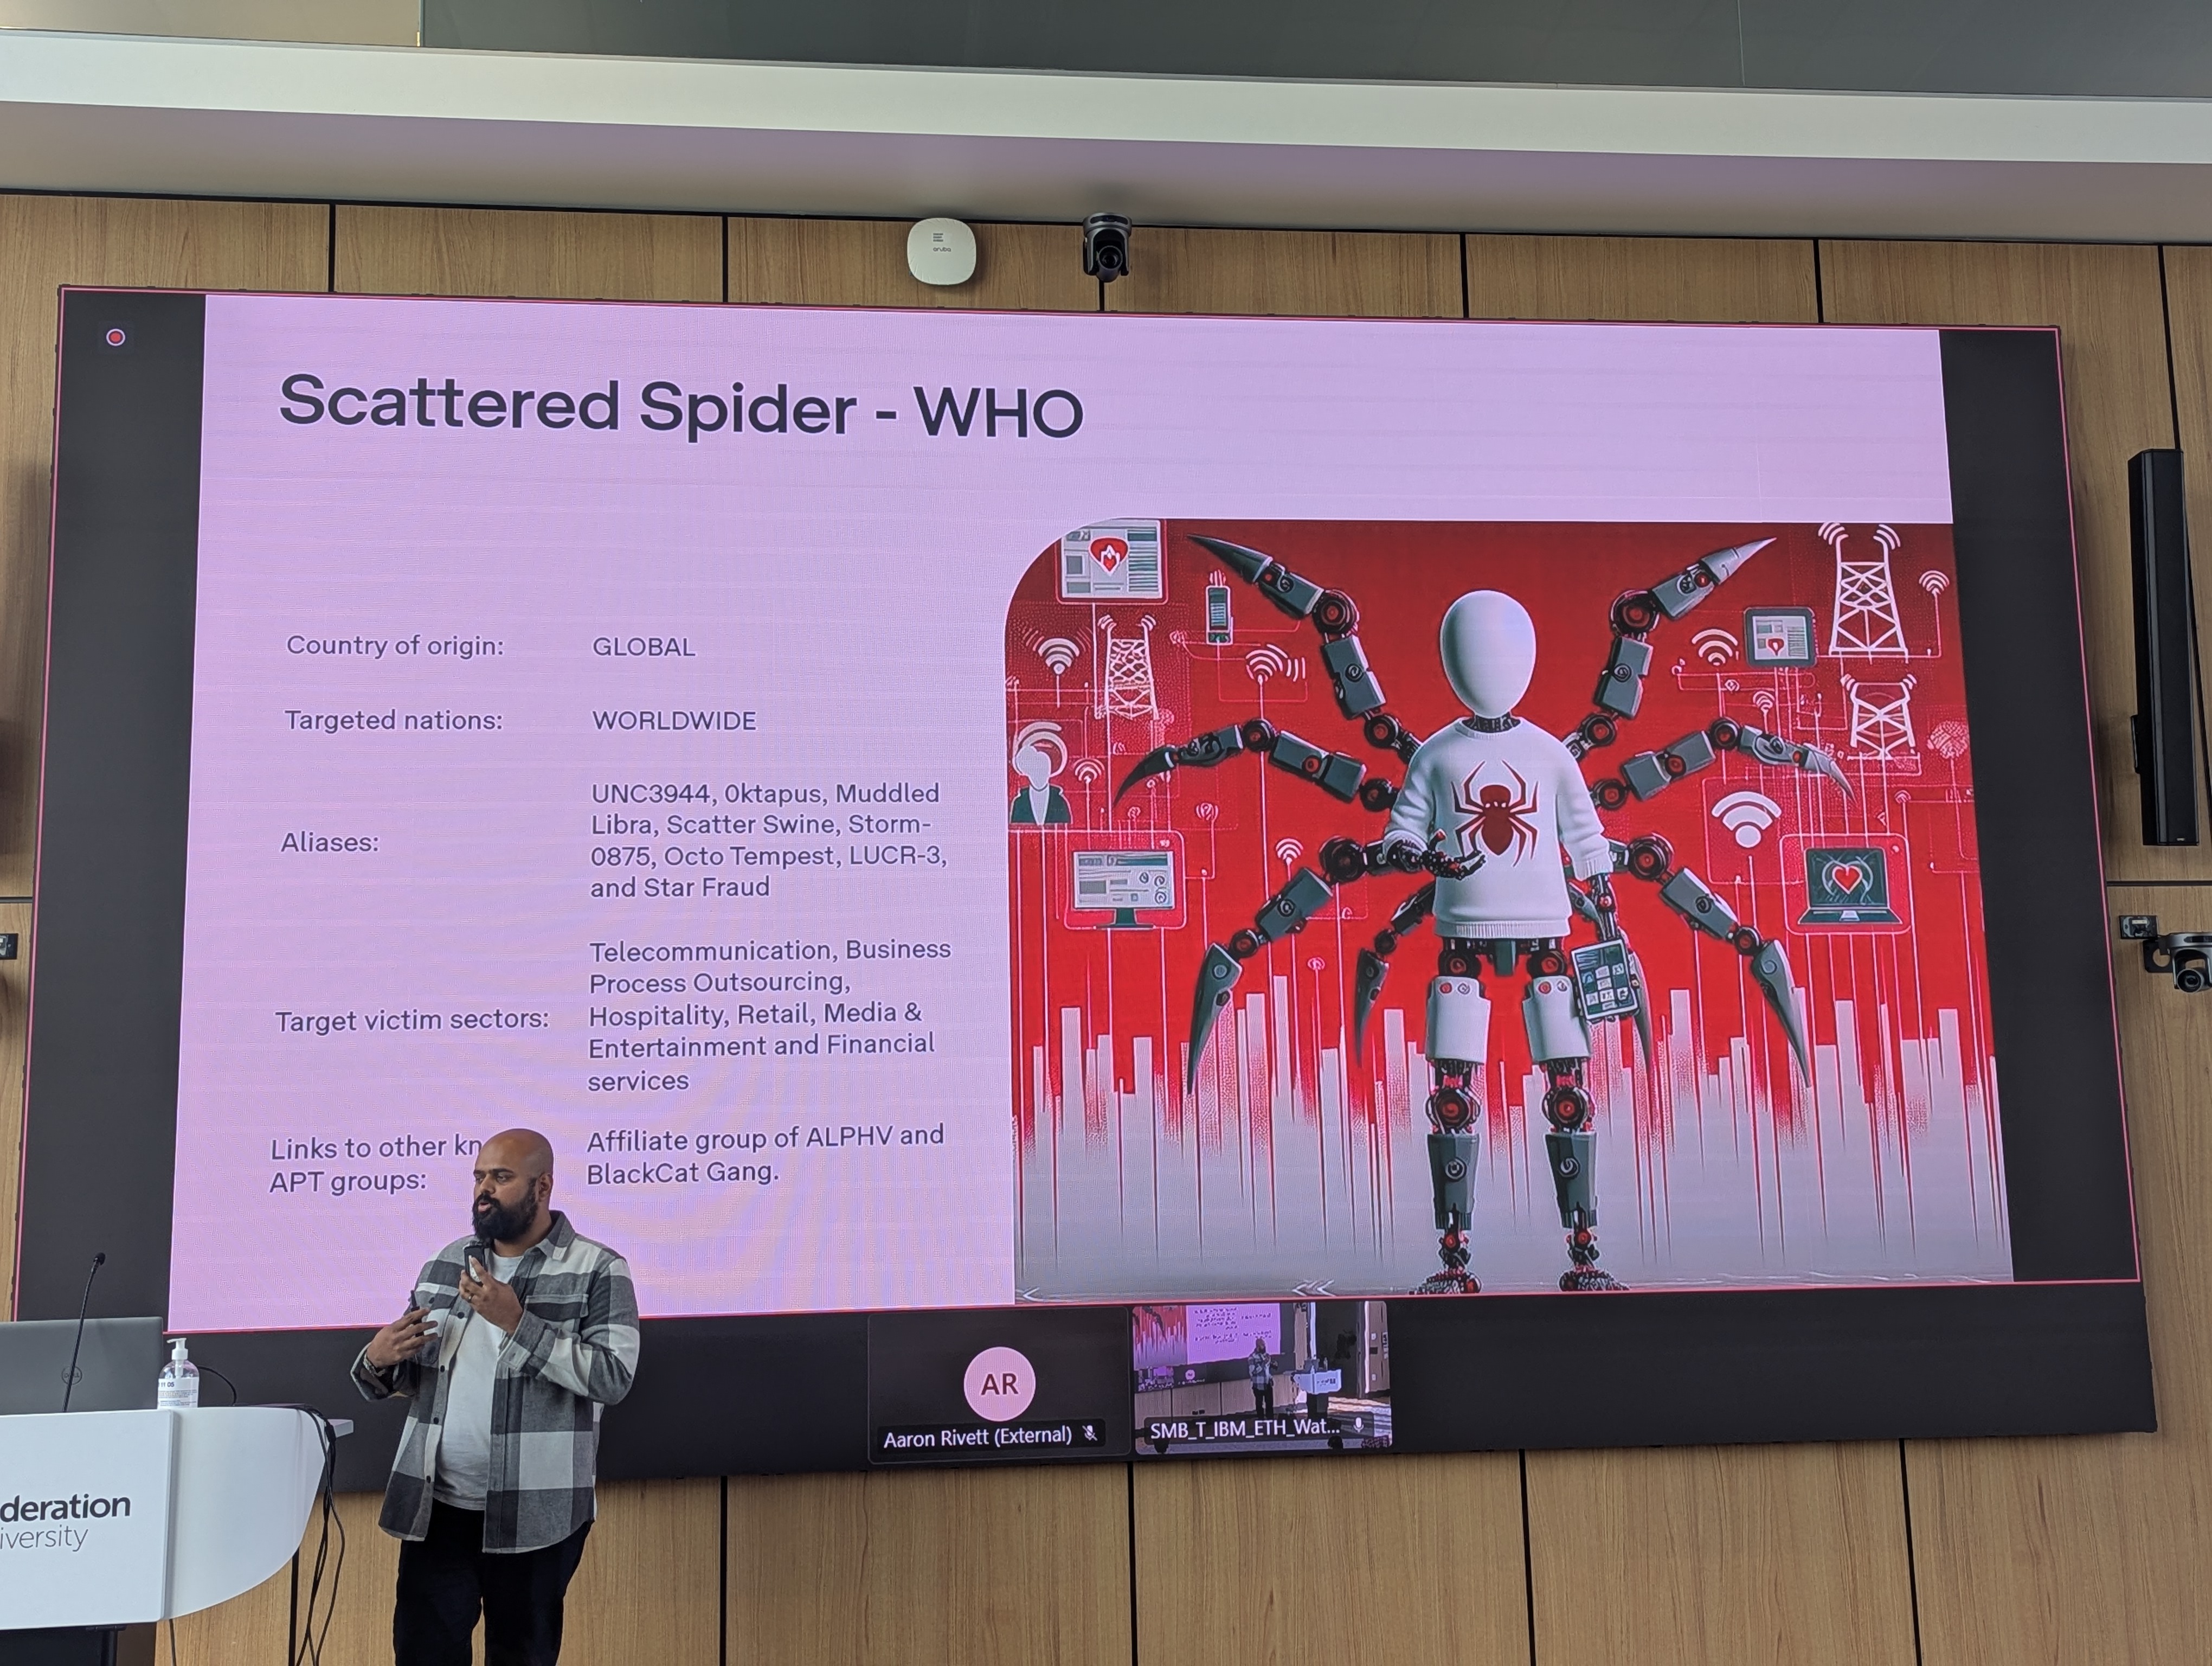 aruba
Scattered Spider - WHO
Country of origin:
GLOBAL
Targeted nations:
WORLDWIDE
Aliases:
UNC3944, 0ktapus, Muddled
Libra, Scatter Swine, Storm-
0875, Octo Tempest, LUCR-3,
and Star Fraud
Target victim sectors:
Telecommunication, Business
Process Outsourcing,
Hospitality, Retail, Media &
Entertainment and Financial
services
Links to other kn
APT groups:
Affiliate group of ALPHV and
BlackCat Gang.
AR
Aaron Rivett (External)
SMB_T_IBM_ETH_Wat...
DELL
deration
iversity